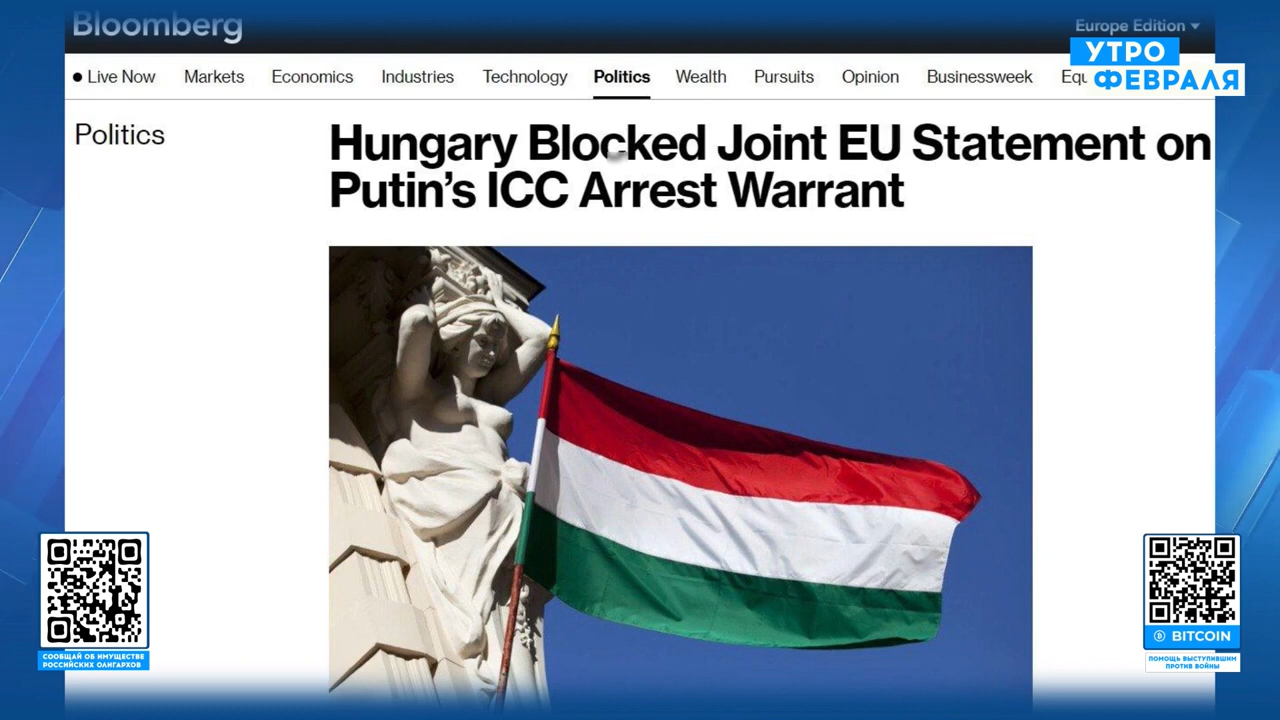 Bloomberg
Europe Edition
УТРО
ФЕВРАЛЯ
Live Now Markets Economics Industries Technology Politics Wealth Pursuits Opinion Businessweek Equ
Politics
Hungary Blocked Joint EU Statement on
Putin’s ICC Arrest Warrant
СООБЩАЙ ОБ ИМУЩЕСТВЕ
РОССИЙСКИХ ОЛИГАРХОВ
BITCOIN
ПОМОЩЬ ВЫСТУПИВШИМ
ПРОТИВ ВОЙНЫ